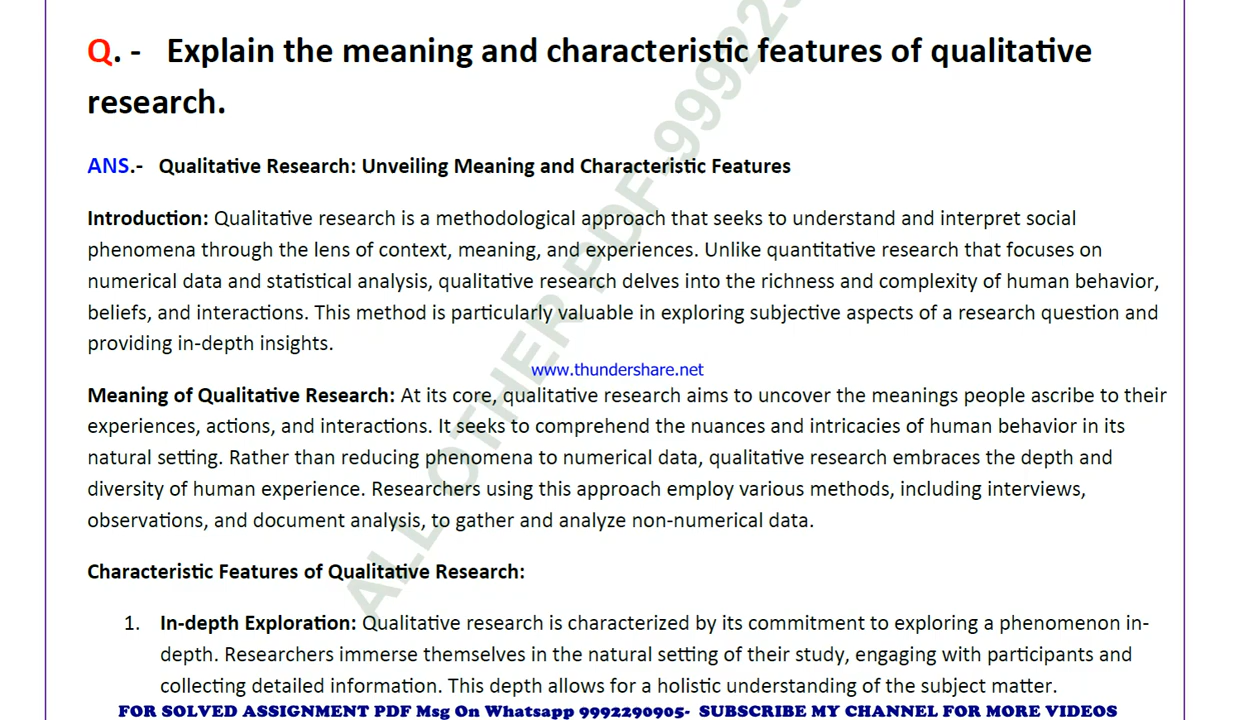 Q. - Explain the meaning and characteristic features of qualitative
research.
ANS.- Qualitative Research: Unveiling Meaning and Characteristic Features
Introduction: Qualitative research is a methodological approach that seeks to understand and interpret social
phenomena through the lens of context, meaning, and experiences. Unlike quantitative research that focuses on
numerical data and statistical analysis, qualitative research delves into the richness and complexity of human behavior,
beliefs, and interactions. This method is particularly valuable in exploring subjective aspects of a research question and
providing in-depth insights.
www.thundershare.net
Meaning of Qualitative Research: At its core, qualitative research aims to uncover the meanings people ascribe to their
experiences, actions, and interactions. It seeks to comprehend the nuances and intricacies of human behavior in its
natural setting. Rather than reducing phenomena to numerical data, qualitative research embraces the depth and
diversity of human experience. Researchers using this approach employ various methods, including interviews,
observations, and document analysis, to gather and analyze non-numerical data.
Characteristic Features of Qualitative Research:
1. In-depth Exploration: Qualitative research is characterized by its commitment to exploring a phenomenon in-
depth. Researchers immerse themselves in the natural setting of their study, engaging with participants and
collecting detailed information. This depth allows for a holistic understanding of the subject matter.
FOR SOLVED ASSIGNMENT PDF Msg On Whatsapp 9992290905- SUBSCRIBE MY CHANNEL FOR MORE VIDEOS
ALL OTHER PDF-99922